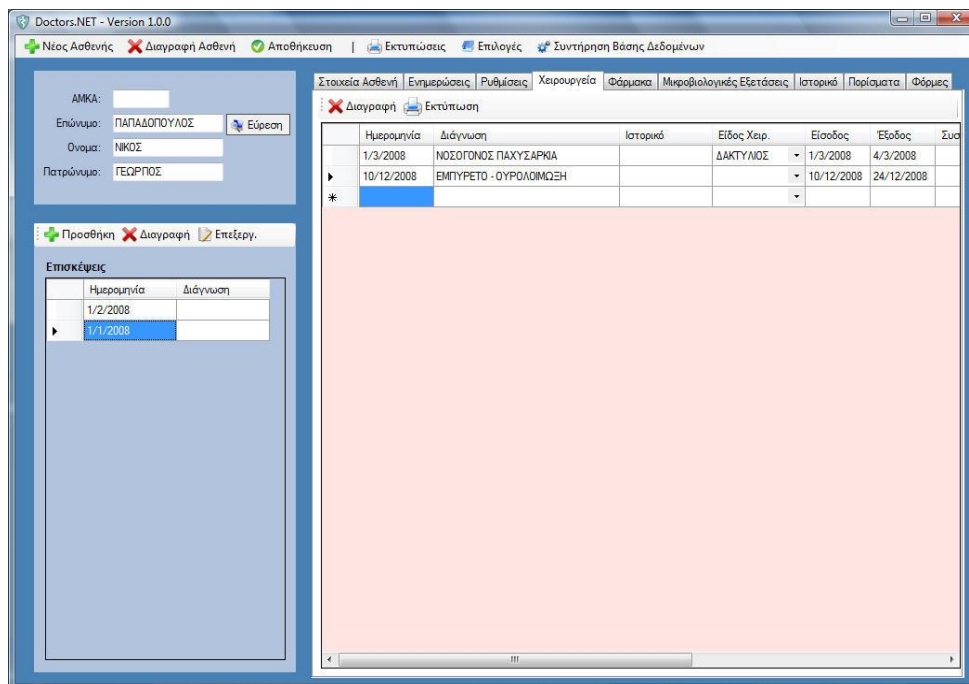 Doctors.NET - Version 1.0.0
Νέος Ασθενής Διαγραφή Ασθενή Αποθήκευση | Εκτυπώσεις Επιλογές Συντήρηση Βάσης Δεδομένων
Στοιχεία Ασθενή Ενημερώσεις Ρυθμίσεις Χειρουργεία Φάρμακα Μικροβιολογικές Εξετάσεις Ιστορικό Πορίσματα Φόρμες
ΑΜΚΑ:
Επώνυμο: ΠΑΠΑΔΟΠΟΥΛΟΣ Εύρεση
Ονομα: ΝΙΚΟΣ
Πατρώνυμο: ΓΕΩΡΓΙΟΣ
Διαγραφή Εκτύπωση
Ημερομηνία Διάγνωση Ιστορικό Είδος Χειρ. Είσοδος Έξοδος Συσ
1/3/2008 ΝΟΣΟΓΟΝΟΣ ΠΑΧΥΣΑΡΚΙΑ ΔΑΚΤΥΛΙΟΣ 1/3/2008 4/3/2008
10/12/2008 ΕΜΠΥΡΕΤΟ - ΟΥΡΟΛΟΙΜΩΞΗ 10/12/2008 24/12/2008
Προσθήκη Διαγραφή Επεξεργ.
Επισκέψεις
Ημερομηνία Διάγνωση
1/2/2008
1/1/2008